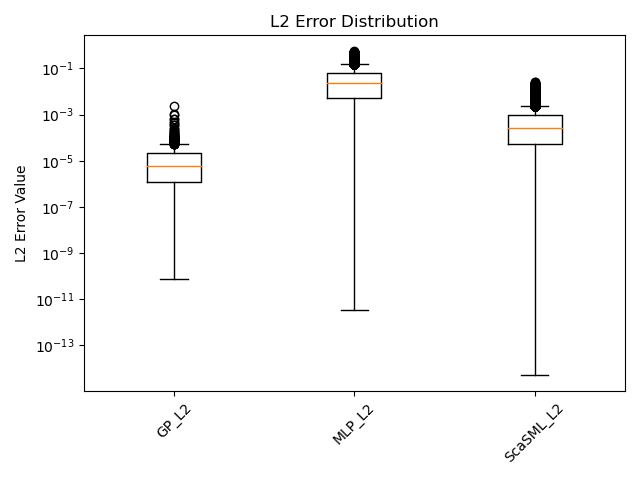 L2 Error Distribution
L2 Error Value
10⁻¹
10⁻³
10⁻⁵
10⁻⁷
10⁻⁹
10⁻¹¹
10⁻¹³
GP_L2
MLP_L2
ScaSML_L2